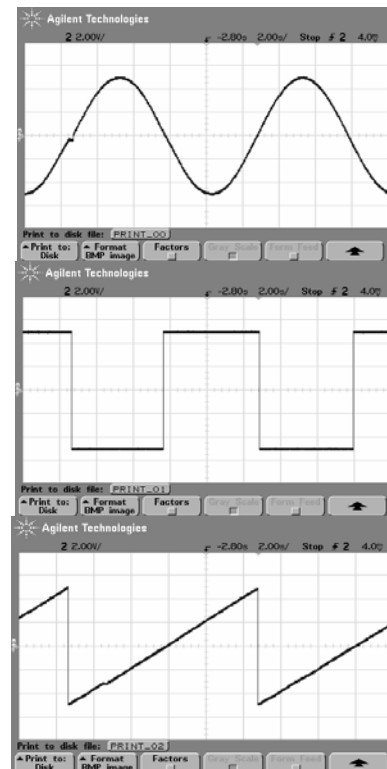 Agilent Technologies
2 2.00V/ -2.80s 2.00s/ Stop 2 4.0
Print to disk file: PRINT_00
Print to: Disk Format BMP image Factors Gray Scale Form Feed
Agilent Technologies
2 2.00V/ -2.80s 2.00s/ Stop 2 4.0
Print to disk file: PRINT_01
Print to: Disk Format BMP image Factors Gray Scale Form Feed
Agilent Technologies
2 2.00V/ -2.80s 2.00s/ Stop 2 4.0
Print to disk file: PRINT_02
Print to: Disk Format BMP image Factors Gray Scale Form Feed